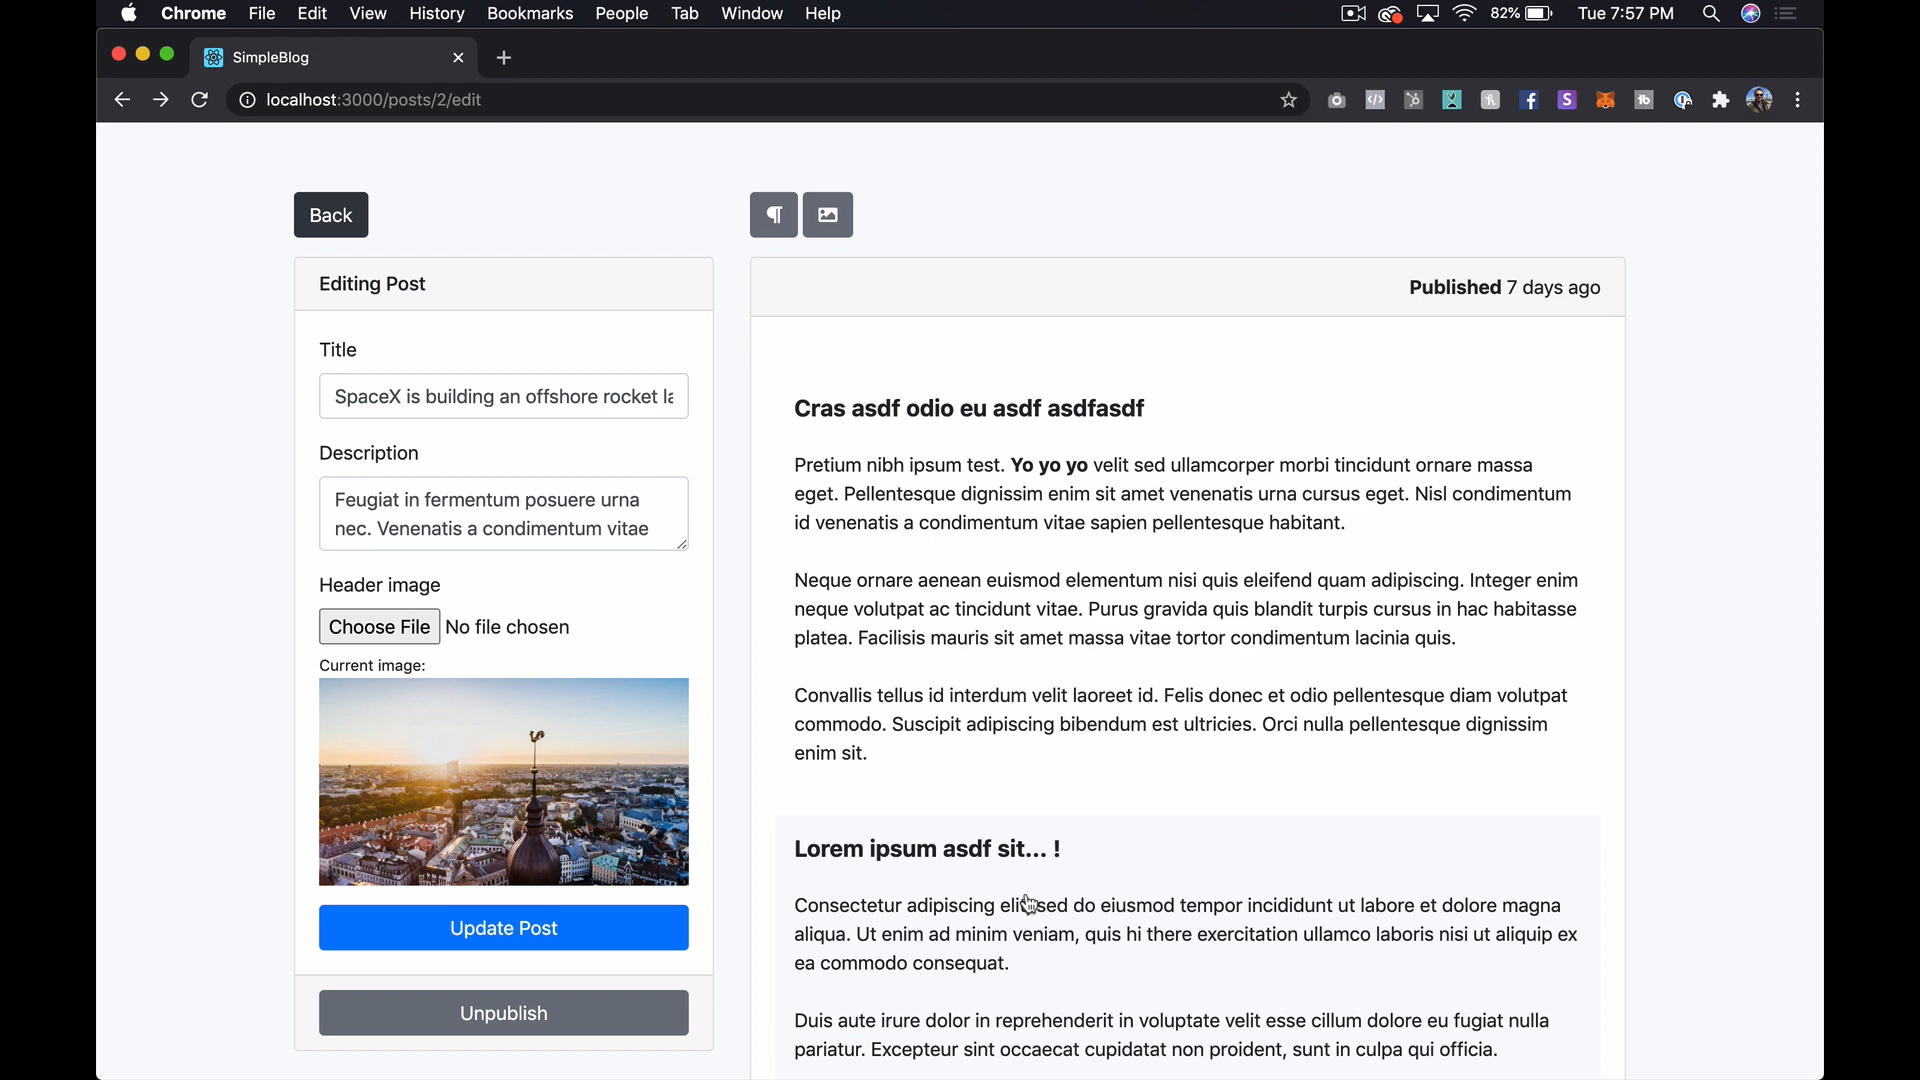 Chrome File Edit View History Bookmarks People Tab Window Help 82% Tue 7:57 PM
SimpleBlog
localhost:3000/posts/2/edit
Back
Editing Post
Title
SpaceX is building an offshore rocket la
Description
Feugiat in fermentum posuere urna
nec. Venenatis a condimentum vitae
Header image
Choose File No file chosen
Current image:
Update Post
Unpublish
Published 7 days ago
Cras asdf odio eu asdf asdfasdf
Pretium nibh ipsum test. Yo yo yo velit sed ullamcorper morbi tincidunt ornare massa
eget. Pellentesque dignissim enim sit amet venenatis urna cursus eget. Nisl condimentum
id venenatis a condimentum vitae sapien pellentesque habitant.
Neque ornare aenean euismod elementum nisi quis eleifend quam adipiscing. Integer enim
neque volutpat ac tincidunt vitae. Purus gravida quis blandit turpis cursus in hac habitasse
platea. Facilisis mauris sit amet massa vitae tortor condimentum lacinia quis.
Convallis tellus id interdum velit laoreet id. Felis donec et odio pellentesque diam volutpat
commodo. Suscipit adipiscing bibendum est ultricies. Orci nulla pellentesque dignissim
enim sit.
Lorem ipsum asdf sit... !
Consectetur adipiscing elit, sed do eiusmod tempor incididunt ut labore et dolore magna
aliqua. Ut enim ad minim veniam, quis hi there exercitation ullamco laboris nisi ut aliquip ex
ea commodo consequat.
Duis aute irure dolor in reprehenderit in voluptate velit esse cillum dolore eu fugiat nulla
pariatur. Excepteur sint occaecat cupidatat non proident, sunt in culpa qui officia.